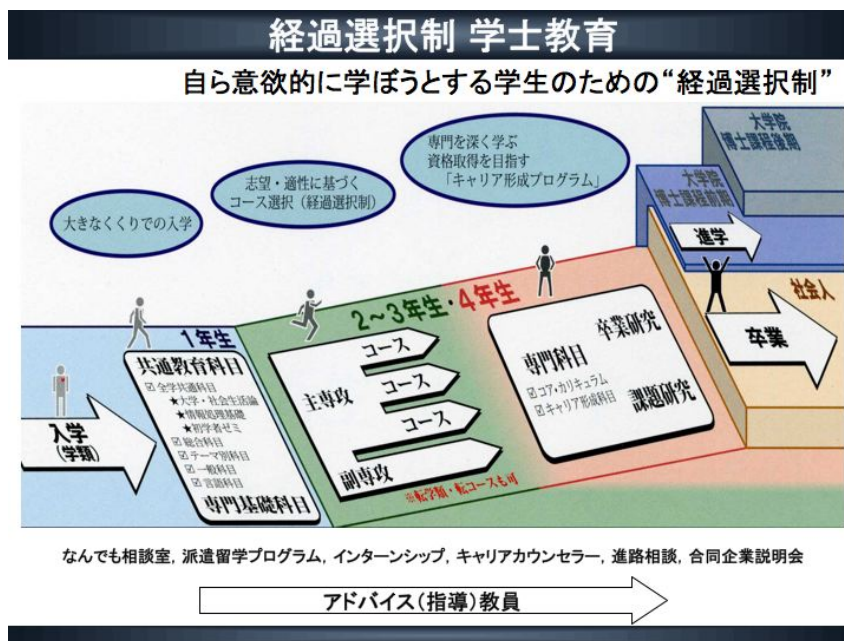 経過選択制 学士教育
自ら意欲的に学ぼうとする学生のための“経過選択制”
大きなくくりでの入学
志望・適性に基づく
コース選択（経過選択制）
専門を深く学ぶ
資格取得を目指す
「キャリア形成プログラム」
大学院
博士課程後期
大学院
博士課程前期
進学
社会人
卒業
入学
(学類)
1年生
共通教育科目
☑ 全学共通科目
★大学・社会生活論
★情報処理基礎
★初学者ゼミ
☑ 総合科目
☑ テーマ別科目
☑ 一般科目
☑ 言語科目
専門基礎科目
2～3年生・4年生
コース
主専攻
コース
コース
副専攻
※転学類・転コースも可
卒業研究
専門科目
☑ コア・カリキュラム
☑ キャリア形成科目
課題研究
なんでも相談室, 派遣留学プログラム, インターンシップ, キャリアカウンセラー, 進路相談, 合同企業説明会
アドバイス（指導）教員